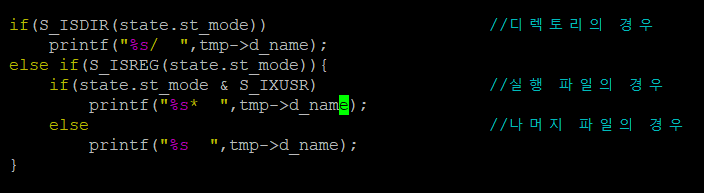 if(S_ISDIR(state.st_mode)) //디렉토리의 경우
printf("%s/  ",tmp->d_name);
else if(S_ISREG(state.st_mode)){
if(state.st_mode & S_IXUSR) //실행 파일의 경우
printf("%s*  ",tmp->d_name);
else //나머지 파일의 경우
printf("%s  ",tmp->d_name);
}